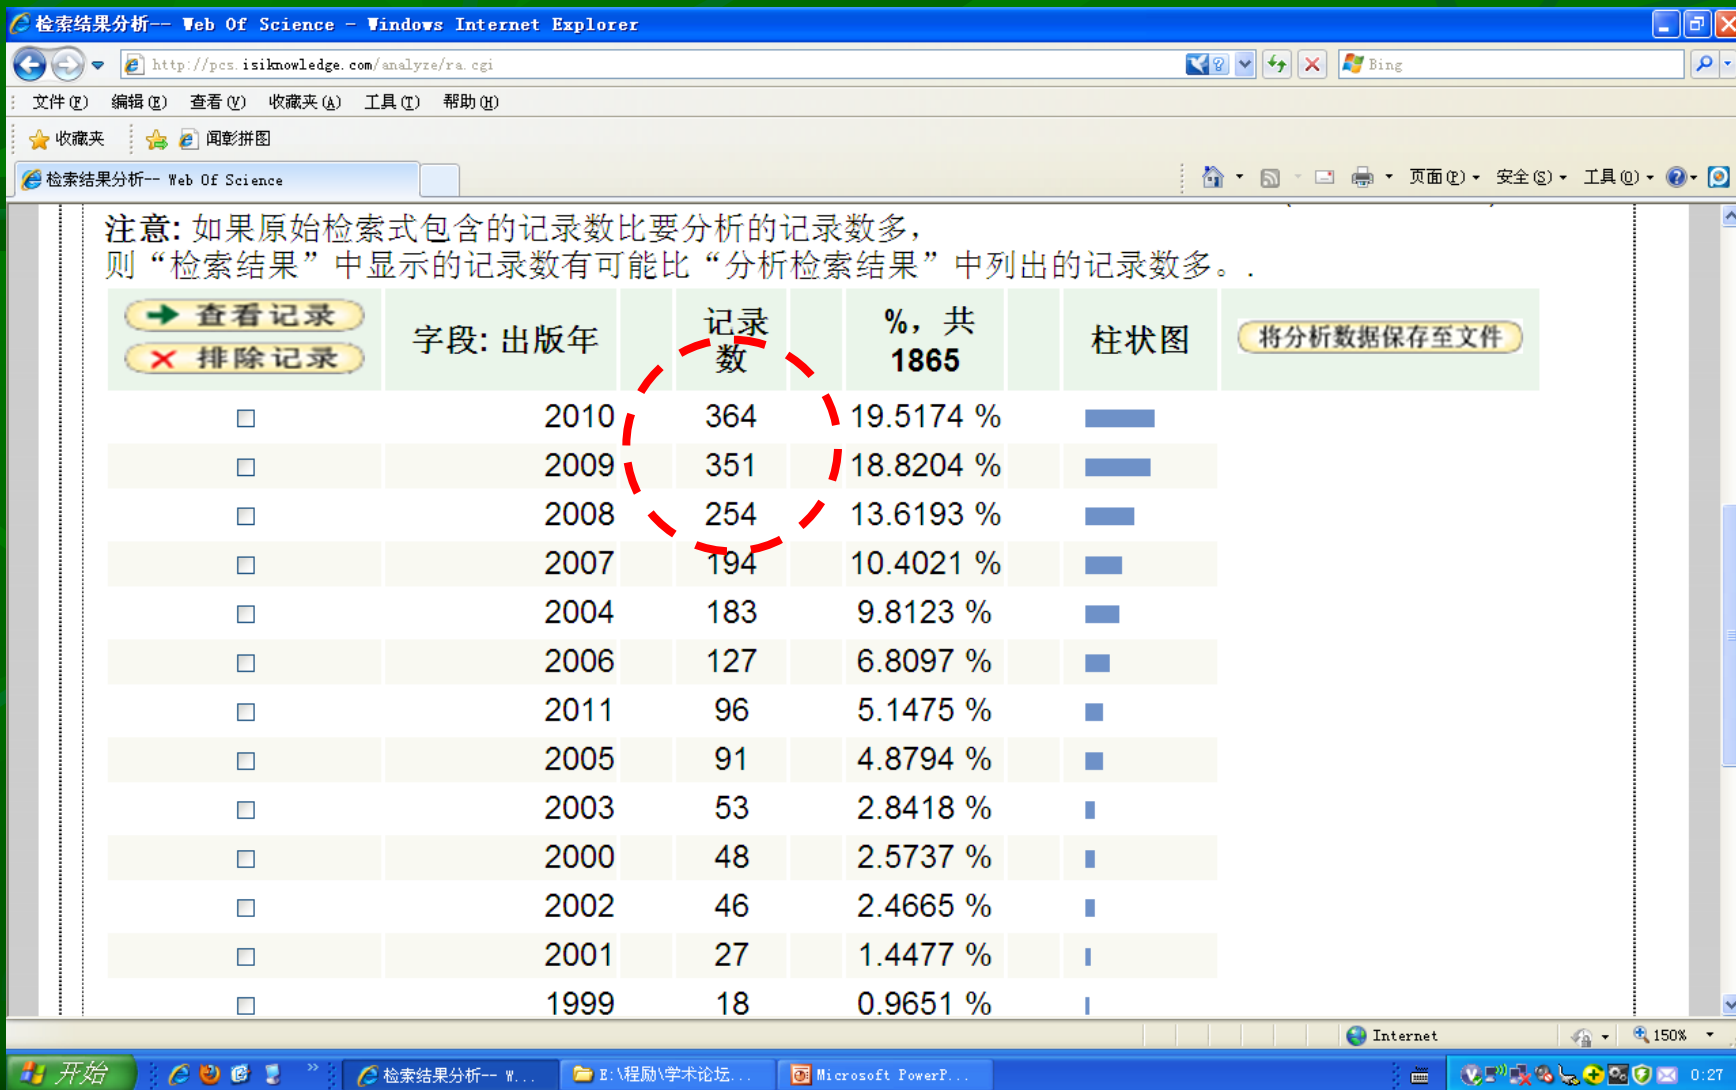 检索结果分析-- Web Of Science - Windows Internet Explorer
http://pcs.isiknowledge.com/analyze/ra.cgi
Bing
文件(F) 编辑(E) 查看(V) 收藏夹(A) 工具(T) 帮助(H)
收藏夹 闻彰拼图
检索结果分析-- Web Of Science 页面(P) 安全(S) 工具(O)
注意: 如果原始检索式包含的记录数比要分析的记录数多，
则“检索结果”中显示的记录数有可能比“分析检索结果”中列出的记录数多。.
查看记录
排除记录
字段: 出版年
记录
数
%，共
1865
柱状图
将分析数据保存至文件
2010 364 19.5174 %
2009 351 18.8204 %
2008 254 13.6193 %
2007 194 10.4021 %
2004 183 9.8123 %
2006 127 6.8097 %
2011 96 5.1475 %
2005 91 4.8794 %
2003 53 2.8418 %
2000 48 2.5737 %
2002 46 2.4665 %
2001 27 1.4477 %
1999 18 0.9651 %
Internet 150%
开始 检索结果分析-- W... E:\程励\学术论坛... Microsoft PowerP... 0:27